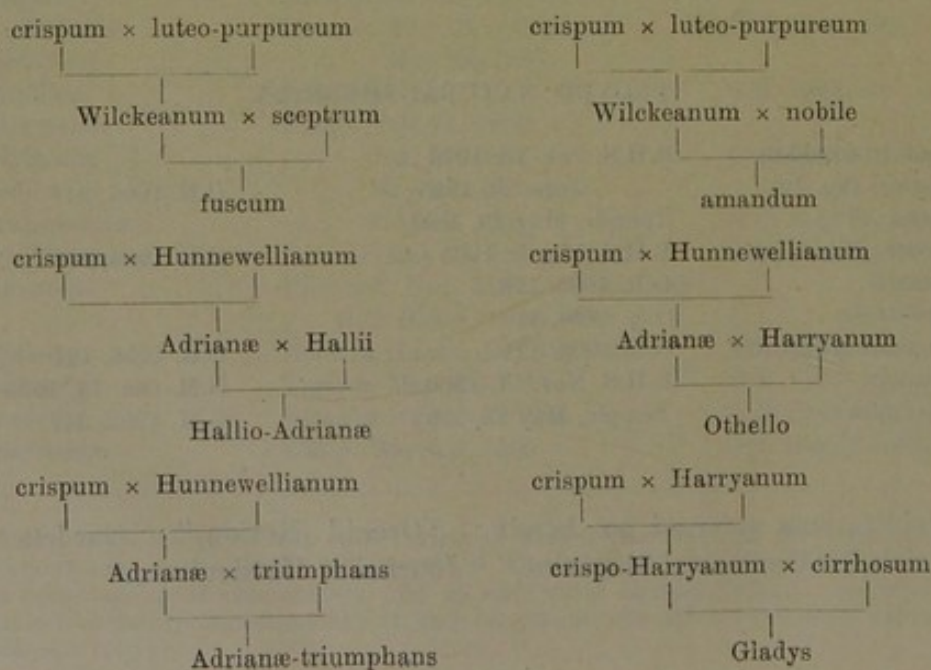 crispum × luteo-purpureum
Wilckeanum × sceptrum
fuscum
crispum × luteo-purpureum
Wilckeanum × nobile
amandum
crispum × Hunnewellianum
Adrianæ × Hallii
Hallio-Adrianæ
crispum × Hunnewellianum
Adrianæ × Harryanum
Othello
crispum × Hunnewellianum
Adrianæ × triumphans
Adrianæ-triumphans
crispum × Harryanum
crispo-Harryanum × cirrhosum
Gladys